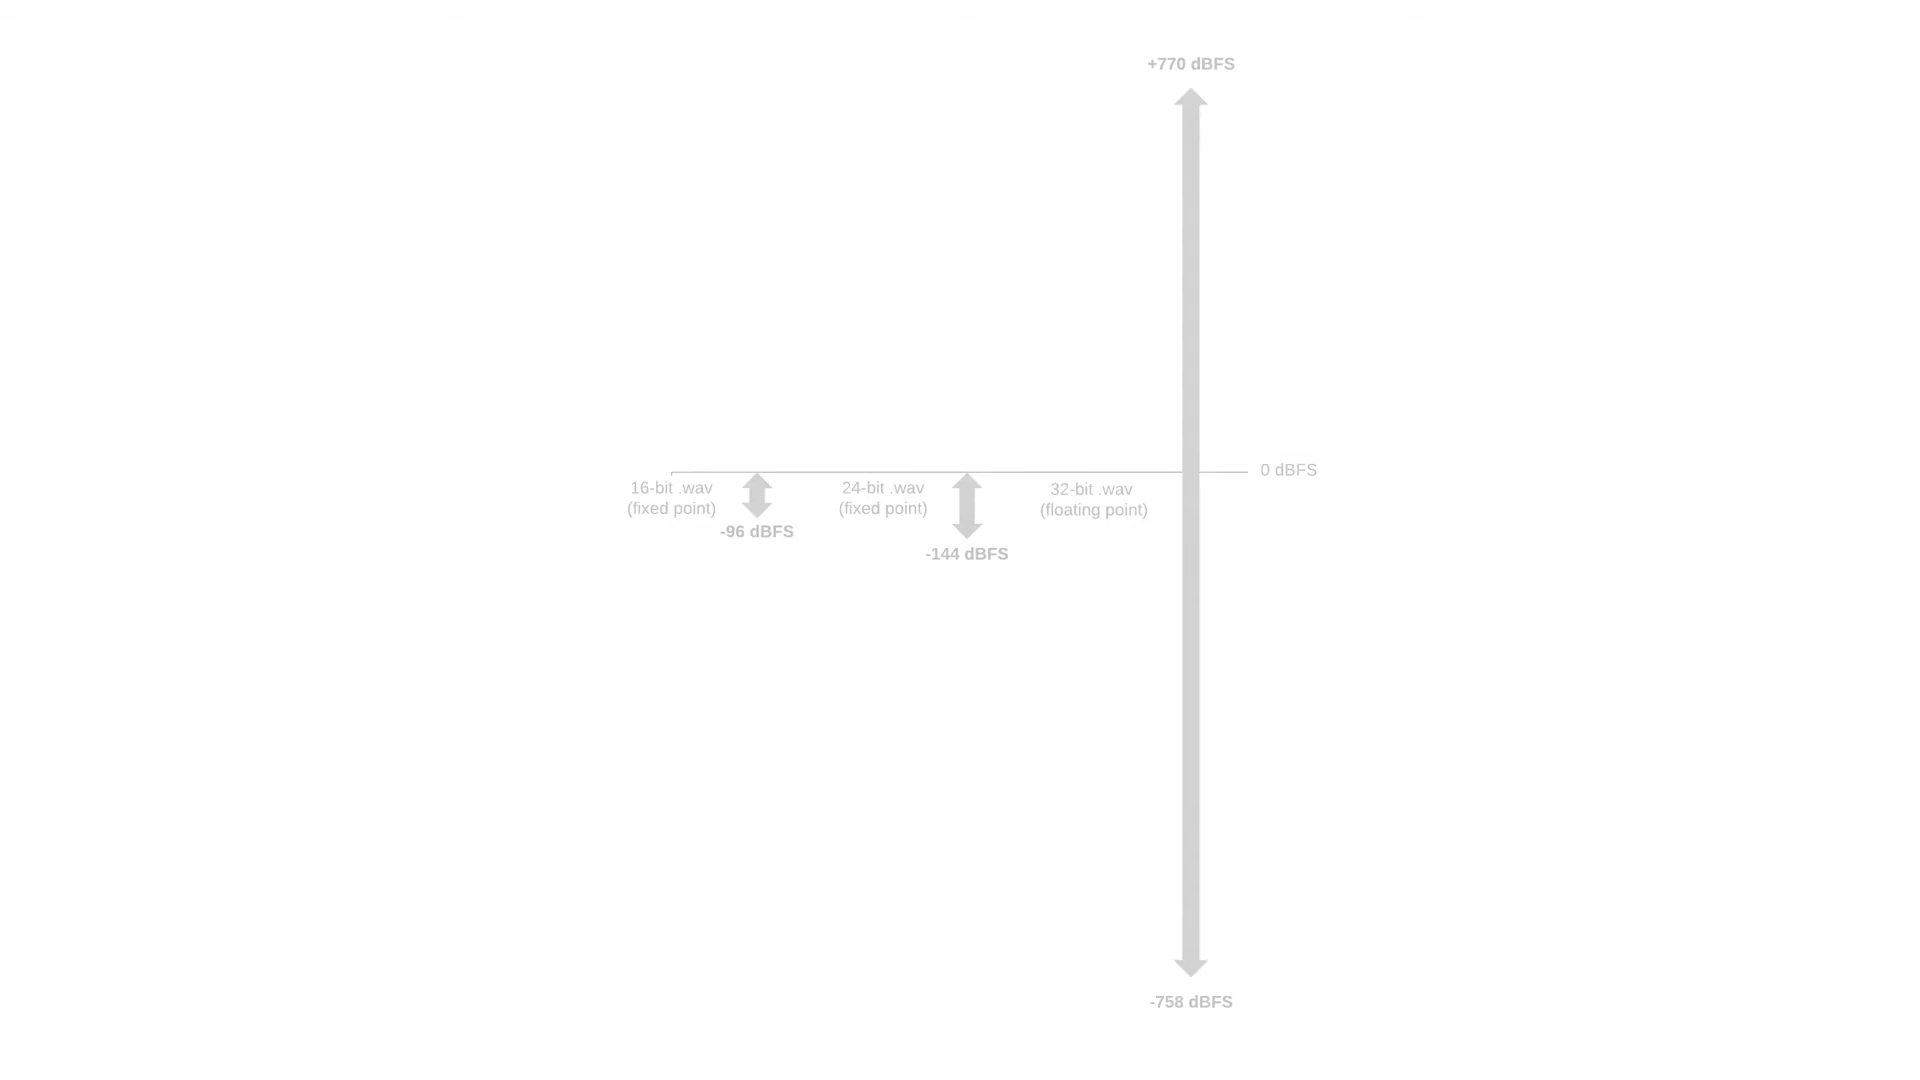 +770 dBFS
0 dBFS
16-bit .wav
(fixed point)
-96 dBFS
24-bit .wav
(fixed point)
-144 dBFS
32-bit .wav
(floating point)
-758 dBFS